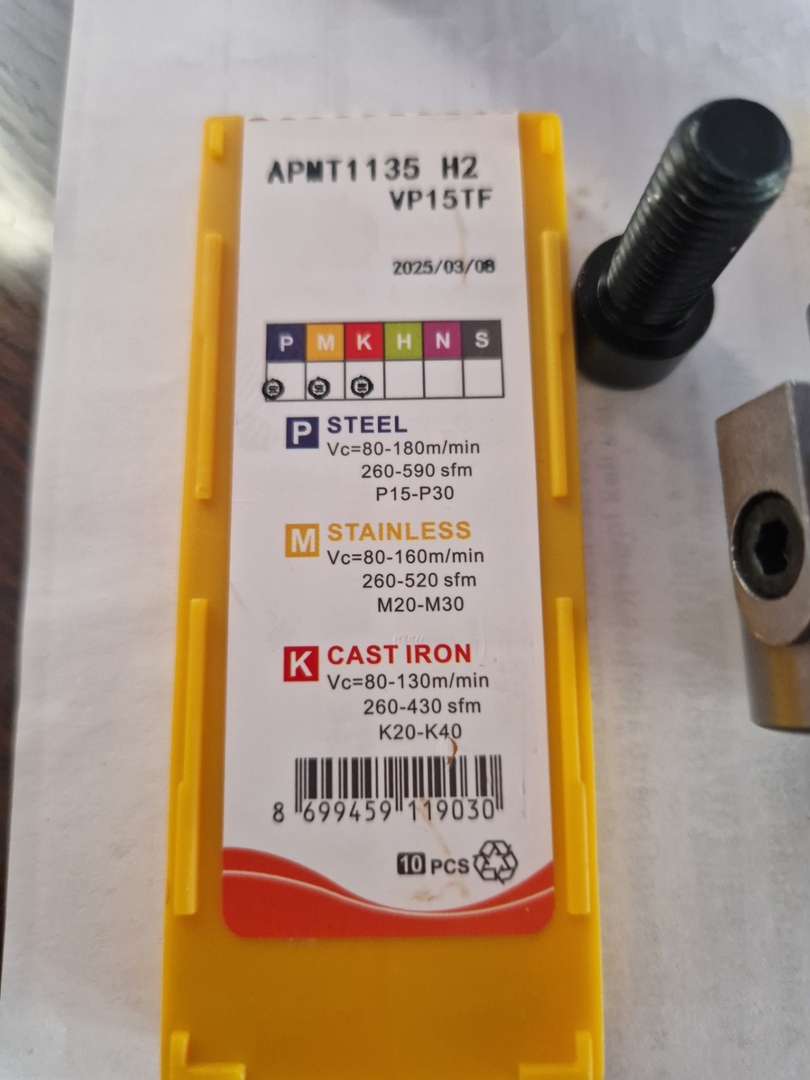 APMT1135 H2
VP15TF
2025/03/08
P M K H N S
P STEEL
Vc=80-180m/min
260-590 sfm
P15-P30
M STAINLESS
Vc=80-160m/min
260-520 sfm
M20-M30
K CAST IRON
Vc=80-130m/min
260-430 sfm
K20-K40
8 699459 119030
10 PCS